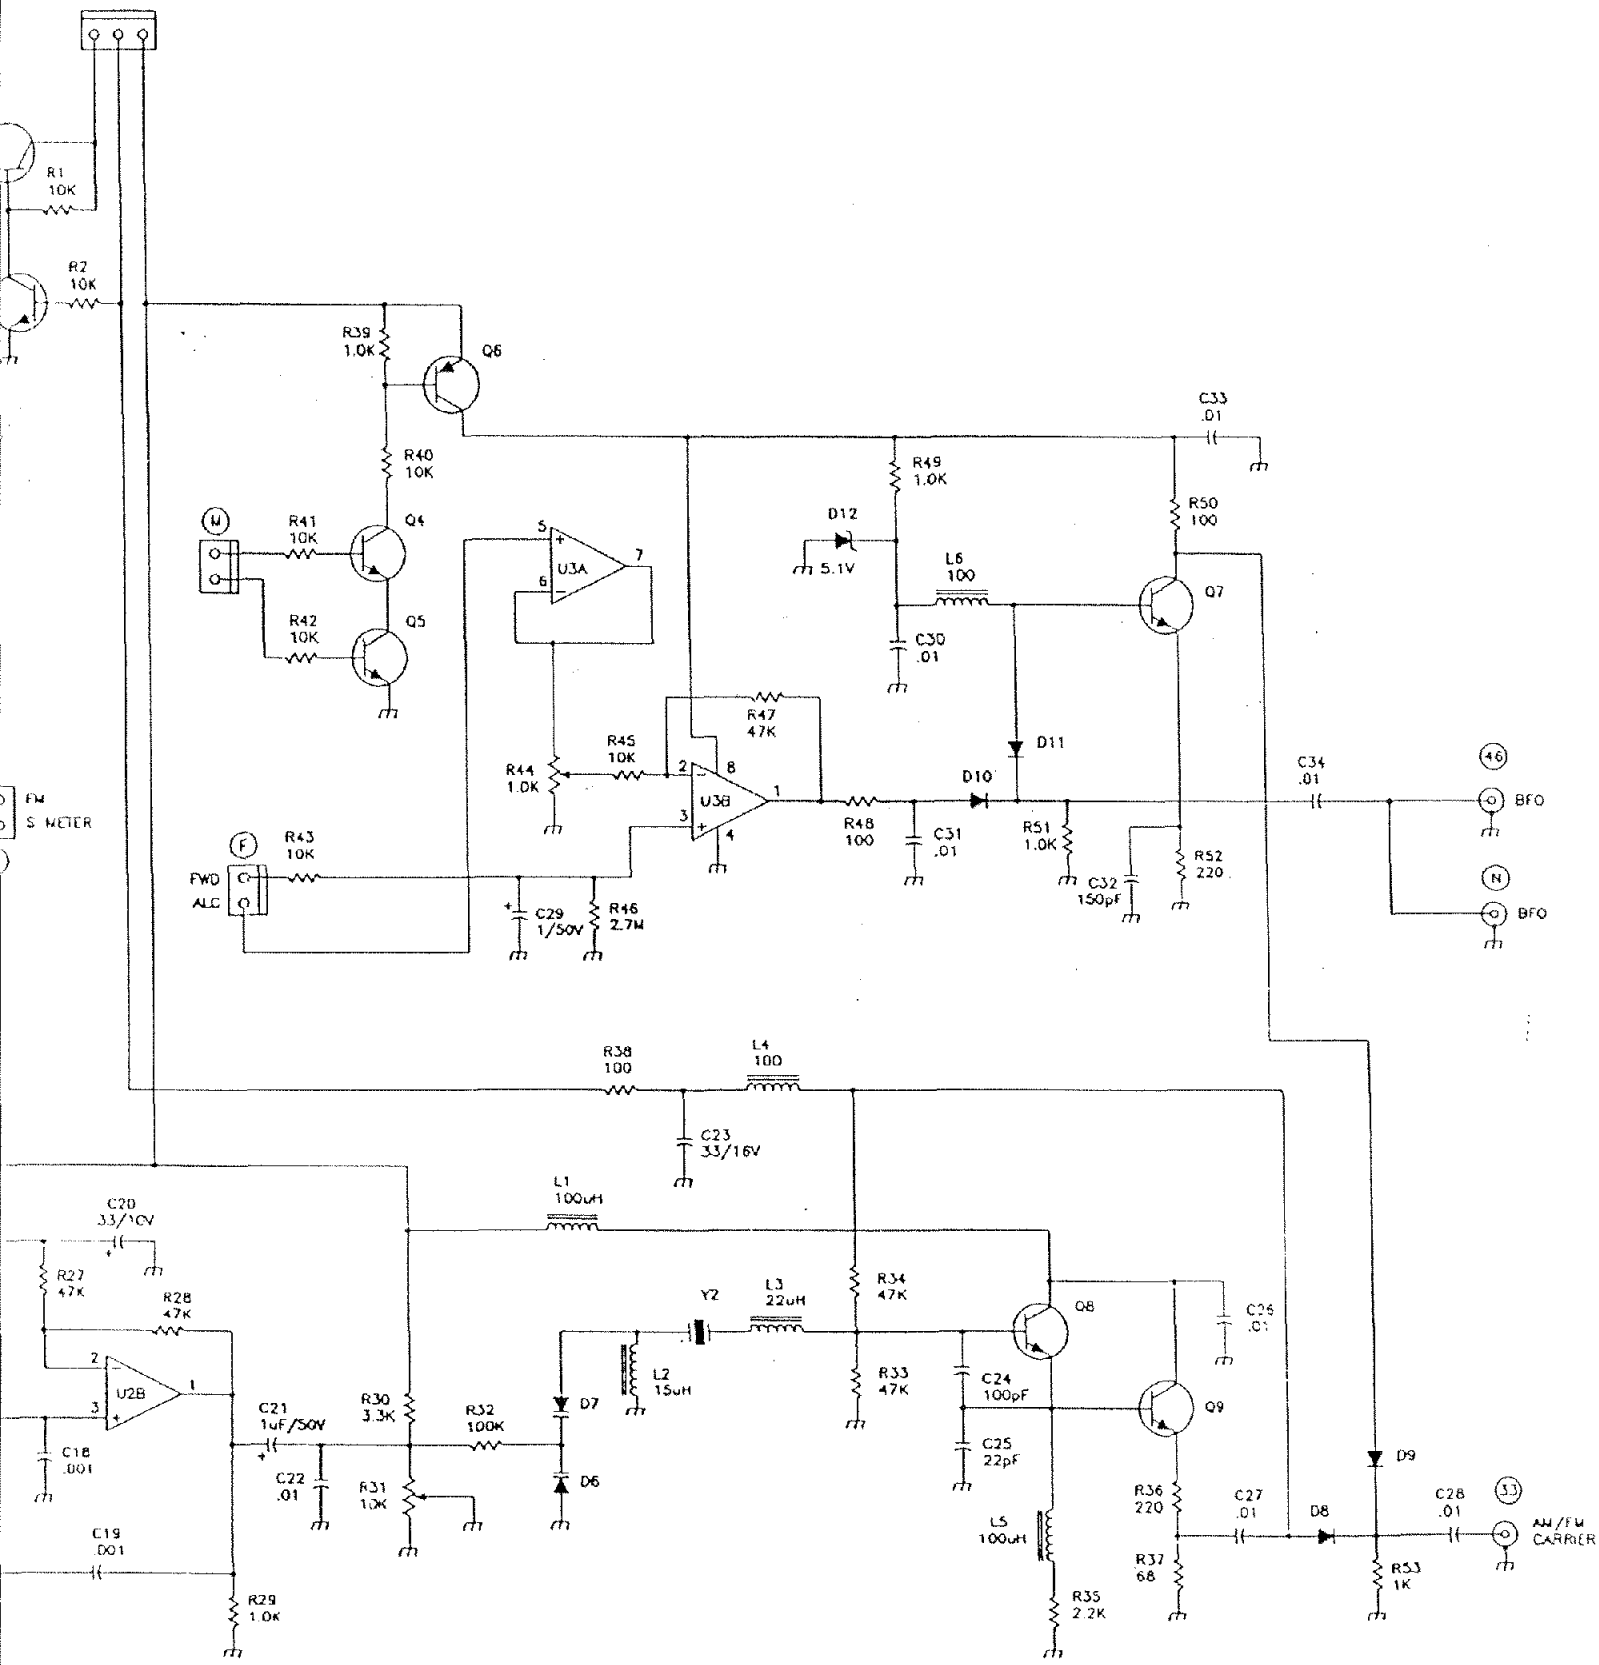 R1
10K
R2
10K
R39
1.0K
Q6
C33
.01
R40
10K
R49
1.0K
R50
100
M
R41
10K
Q4
D12
5.1V
5
+
U3A
7
6
−
L6
100
Q7
R42
10K
Q5
C30
.01
R47
47K
R45
10K
R44
1.0K
2
−
8
U3B
1
3
+
4
D11
D10
C34
.01
46
BFO
FM
S METER
R48
100
C31
.01
R51
1.0K
C32
150pF
R52
220
F
R43
10K
FWD
ALC
+
C29
1/50V
R46
2.7M
N
BFO
R38
100
L4
100
C23
33/16V
L1
100uH
C20
33/10V
+
R27
47K
R28
47K
R34
47K
Y2
L3
22uH
Q8
C26
.01
2
−
U2B
1
3
+
L2
15uH
R33
47K
C24
100pF
Q9
R30
3.3K
R32
100K
D7
C21
1uF/50V
+
C18
.001
C22
.01
R31
10K
D6
C25
22pF
D9
R36
220
C27
.01
D8
C28
.01
33
AM/FM
CARRIER
L5
100uH
C19
.001
R37
68
R53
1K
R29
1.0K
R35
2.2K